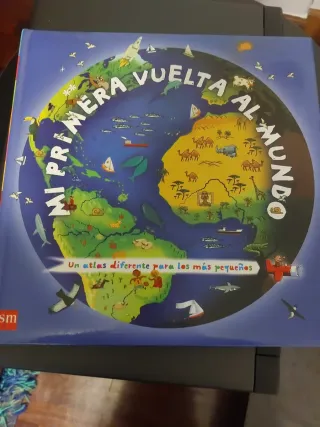 MI PRIMERA VUELTA AL MUNDO
Un atlas diferente para los más pequeños
sm